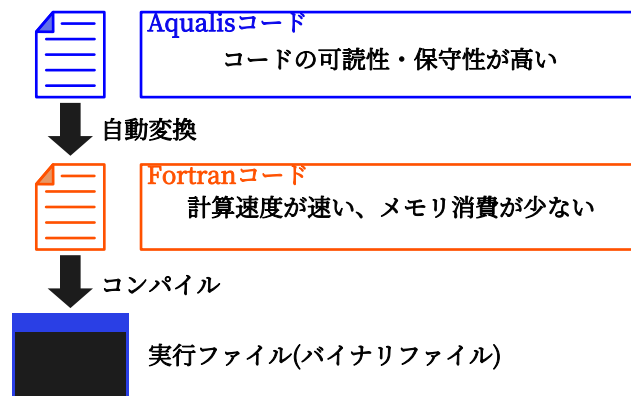 Aqualisコード
コードの可読性・保守性が高い
自動変換
Fortranコード
計算速度が速い、メモリ消費が少ない
コンパイル
実行ファイル(バイナリファイル)